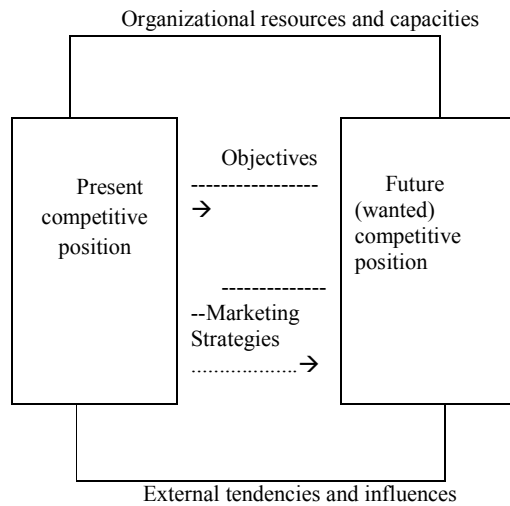 Organizational resources and capacities
Present
competitive
position
Objectives
-----------------
→
---------------
--Marketing
Strategies
...................→
Future
(wanted)
competitive
position
External tendencies and influences